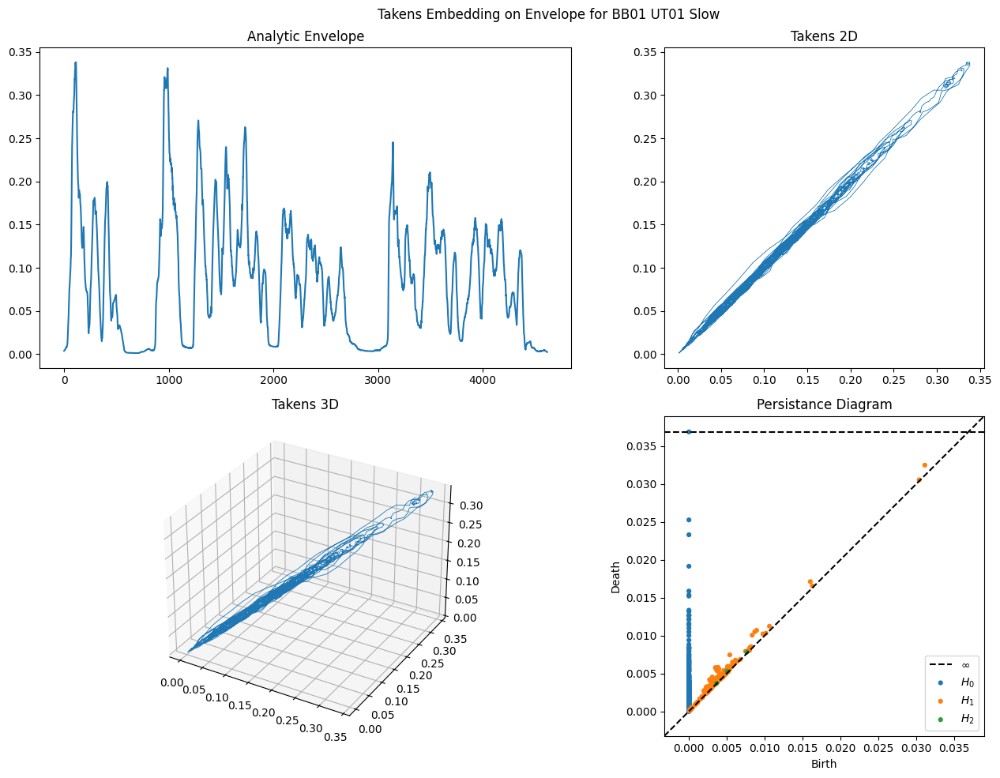 Takens Embedding on Envelope for BB01 UT01 Slow
Analytic Envelope
0.35
0.30
0.25
0.20
0.15
0.10
0.05
0.00
0 1000 2000 3000 4000
Takens 2D
0.35
0.30
0.25
0.20
0.15
0.10
0.05
0.00
0.00 0.05 0.10 0.15 0.20 0.25 0.30 0.35
Takens 3D
0.30
0.25
0.20
0.15
0.10
0.05
0.00
0.35
0.30
0.25
0.20
0.15
0.10
0.05
0.00
0.00 0.05 0.10 0.15 0.20 0.25 0.30 0.35
Persistance Diagram
Death
0.035
0.030
0.025
0.020
0.015
0.010
0.005
0.000
∞
H₀
H₁
H₂
0.000 0.005 0.010 0.015 0.020 0.025 0.030 0.035
Birth